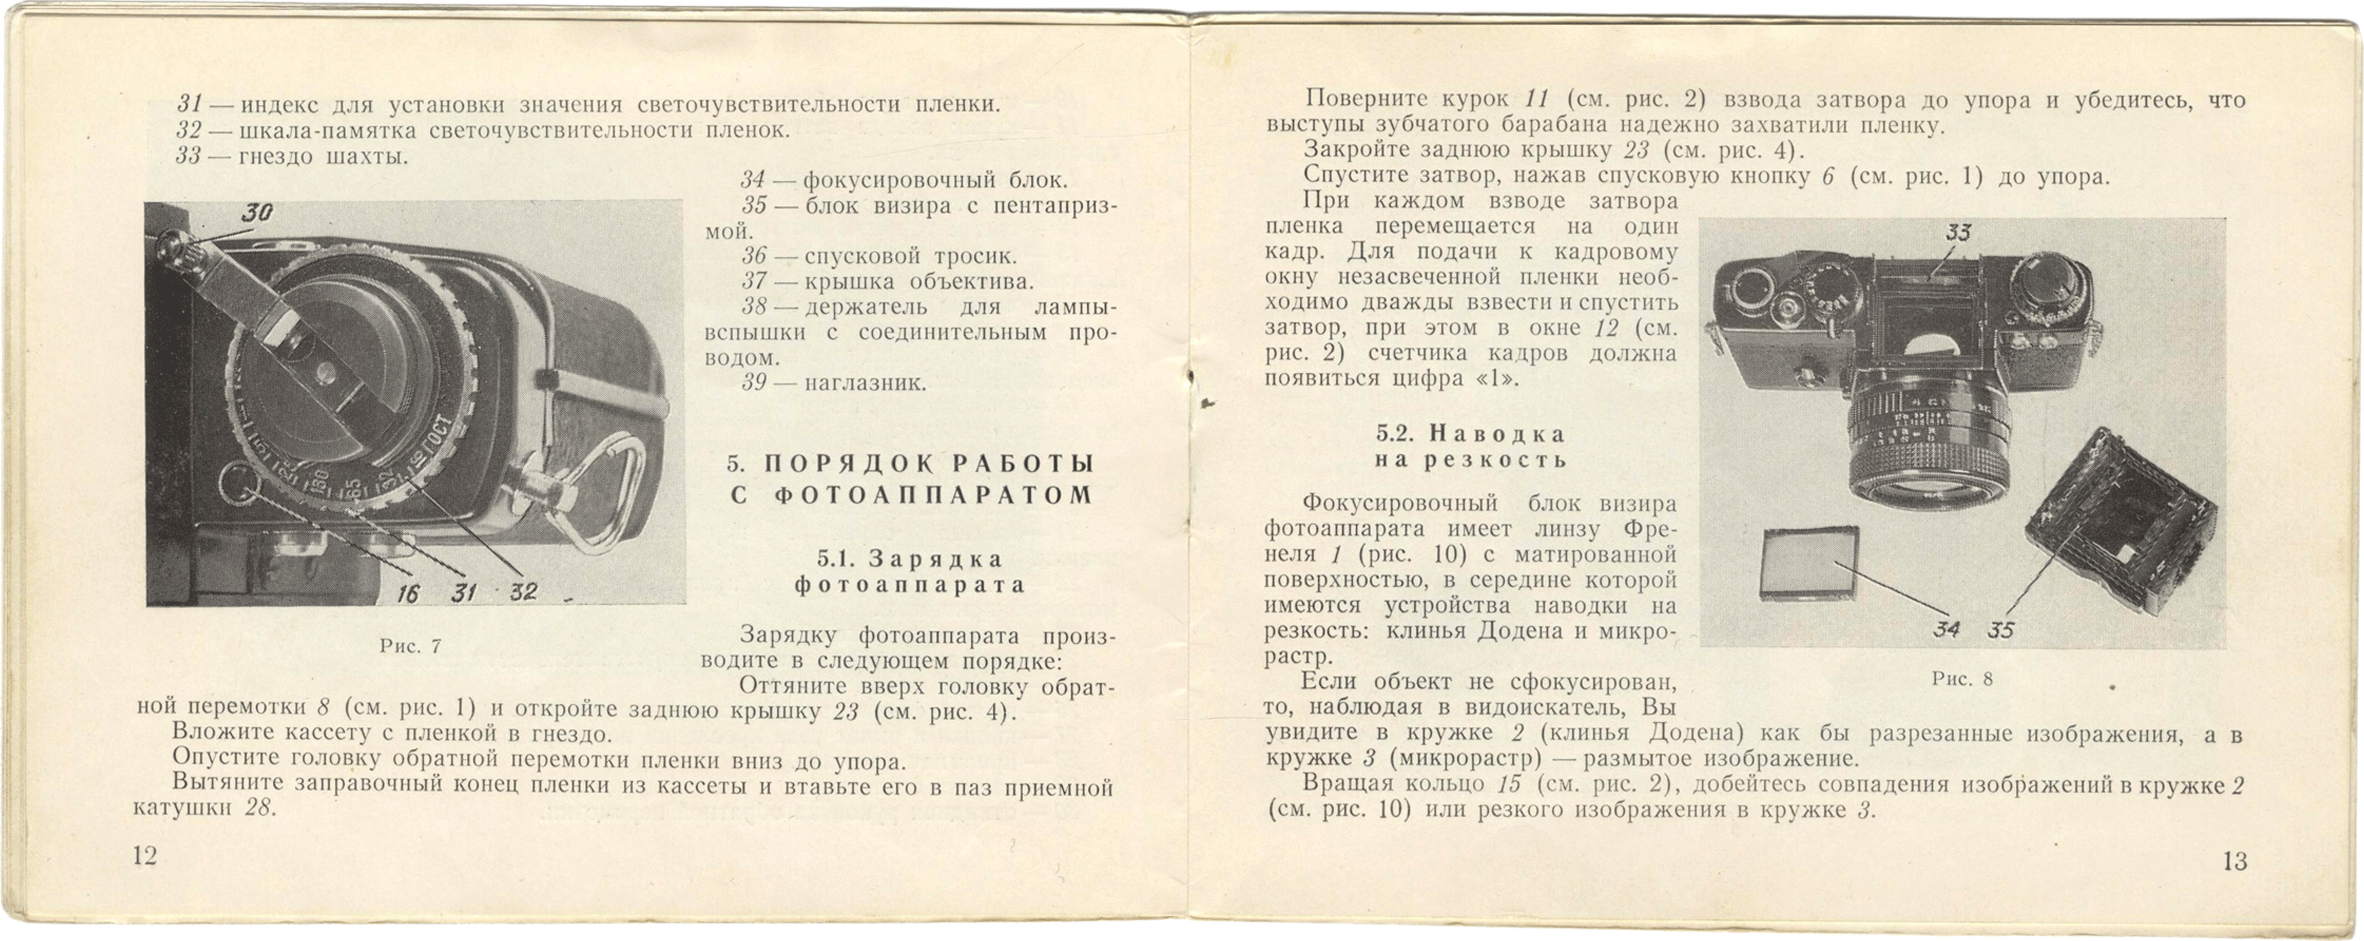 31 — индекс для установки значения светочувствительности пленки.
32 — шкала-памятка светочувствительности пленок.
33 — гнездо шахты.
34 — фокусировочный блок.
35 — блок визира с пентаприз-
мой.
36 — спусковой тросик.
37 — крышка объектива.
38 — держатель для лампы-
вспышки с соединительным про-
водом.
39 — наглазник.
30
ГОСТ
16 31 32
Рис. 7
5. ПОРЯДОК РАБОТЫ
С ФОТОАППАРАТОМ
5.1. Зарядка
фотоаппарата
Зарядку фотоаппарата произ-
водите в следующем порядке:
Оттяните вверх головку обрат-
ной перемотки 8 (см. рис. 1) и откройте заднюю крышку 23 (см. рис. 4).
Вложите кассету с пленкой в гнездо.
Опустите головку обратной перемотки пленки вниз до упора.
Вытяните заправочный конец пленки из кассеты и втавьте его в паз приемной
катушки 28.
12
Поверните курок 11 (см. рис. 2) взвода затвора до упора и убедитесь, что
выступы зубчатого барабана надежно захватили пленку.
Закройте заднюю крышку 23 (см. рис. 4).
Спустите затвор, нажав спусковую кнопку 6 (см. рис. 1) до упора.
При каждом взводе затвора
пленка перемещается на один
кадр. Для подачи к кадровому
окну незасвеченной пленки необ-
ходимо дважды взвести и спустить
затвор, при этом в окне 12 (см.
рис. 2) счетчика кадров должна
появиться цифра «1».
5.2. Наводка
на резкость
Фокусировочный блок визира
фотоаппарата имеет линзу Фре-
неля 1 (рис. 10) с матированной
поверхностью, в середине которой
имеются устройства наводки на
резкость: клинья Додена и микро-
растр.
Если объект не сфокусирован,
то, наблюдая в видоискатель, Вы
увидите в кружке 2 (клинья Додена) как бы разрезанные изображения, а в
кружке 3 (микрорастр) — размытое изображение.
Вращая кольцо 15 (см. рис. 2), добейтесь совпадения изображений в кружке 2
(см. рис. 10) или резкого изображения в кружке 3.
33
34 35
Рис. 8
13